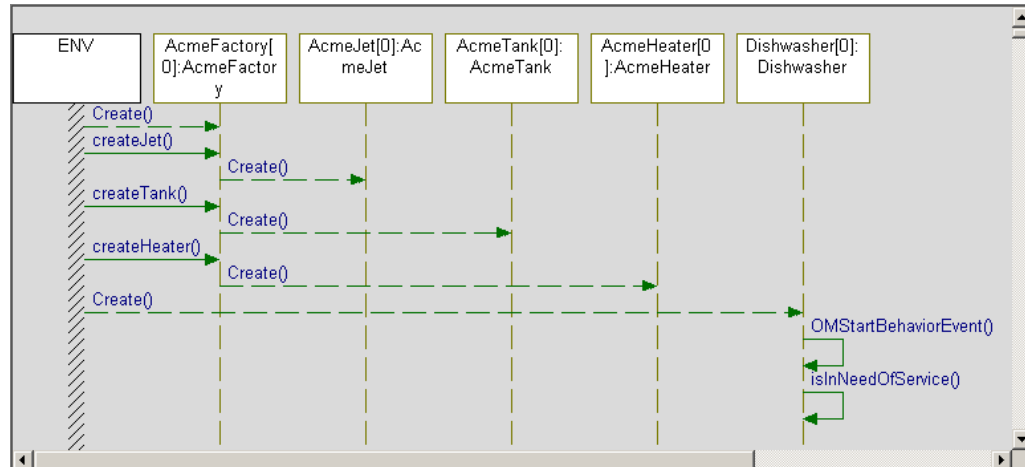 ENV
AcmeFactory[
0]:AcmeFactor
y
AcmeJet[0]:Ac
meJet
AcmeTank[0]:
AcmeTank
AcmeHeater[0
]:AcmeHeater
Dishwasher[0]:
Dishwasher
Create()
createJet()
Create()
createTank()
Create()
createHeater()
Create()
Create()
OMStartBehaviorEvent()
isInNeedOfService()